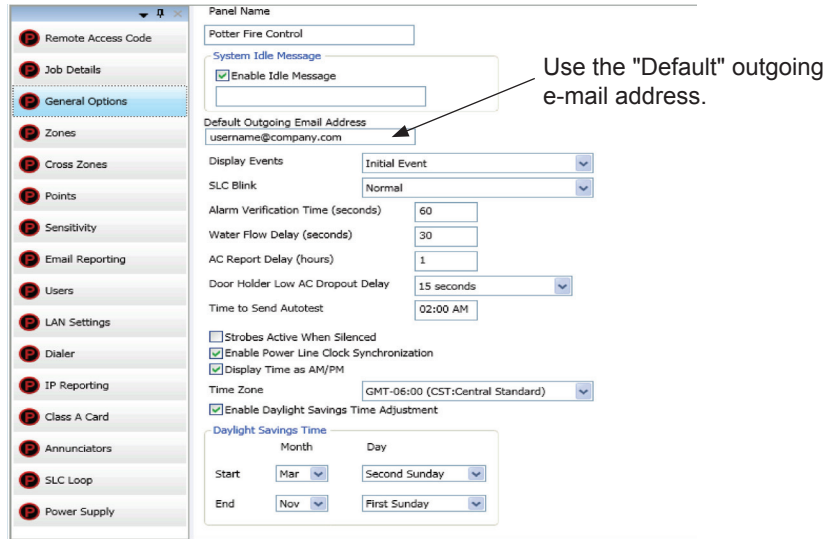 Remote Access Code
Job Details
General Options
Zones
Cross Zones
Points
Sensitivity
Email Reporting
Users
LAN Settings
Dialer
IP Reporting
Class A Card
Annunciators
SLC Loop
Power Supply
Panel Name
Potter Fire Control
System Idle Message
Enable Idle Message
Default Outgoing Email Address
username@company.com
Use the "Default" outgoing
e-mail address.
Display Events Initial Event
SLC Blink Normal
Alarm Verification Time (seconds) 60
Water Flow Delay (seconds) 30
AC Report Delay (hours) 1
Door Holder Low AC Dropout Delay 15 seconds
Time to Send Autotest 02:00 AM
Strobes Active When Silenced
Enable Power Line Clock Synchronization
Display Time as AM/PM
Time Zone GMT-06:00 (CST:Central Standard)
Enable Daylight Savings Time Adjustment
Daylight Savings Time
Month Day
Start Mar Second Sunday
End Nov First Sunday